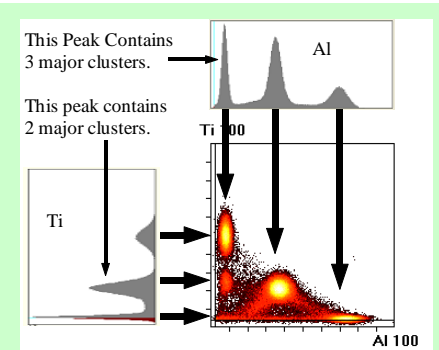 This Peak Contains
3 major clusters.
Al
This peak contains
2 major clusters.
Ti 100
Ti
Al 100